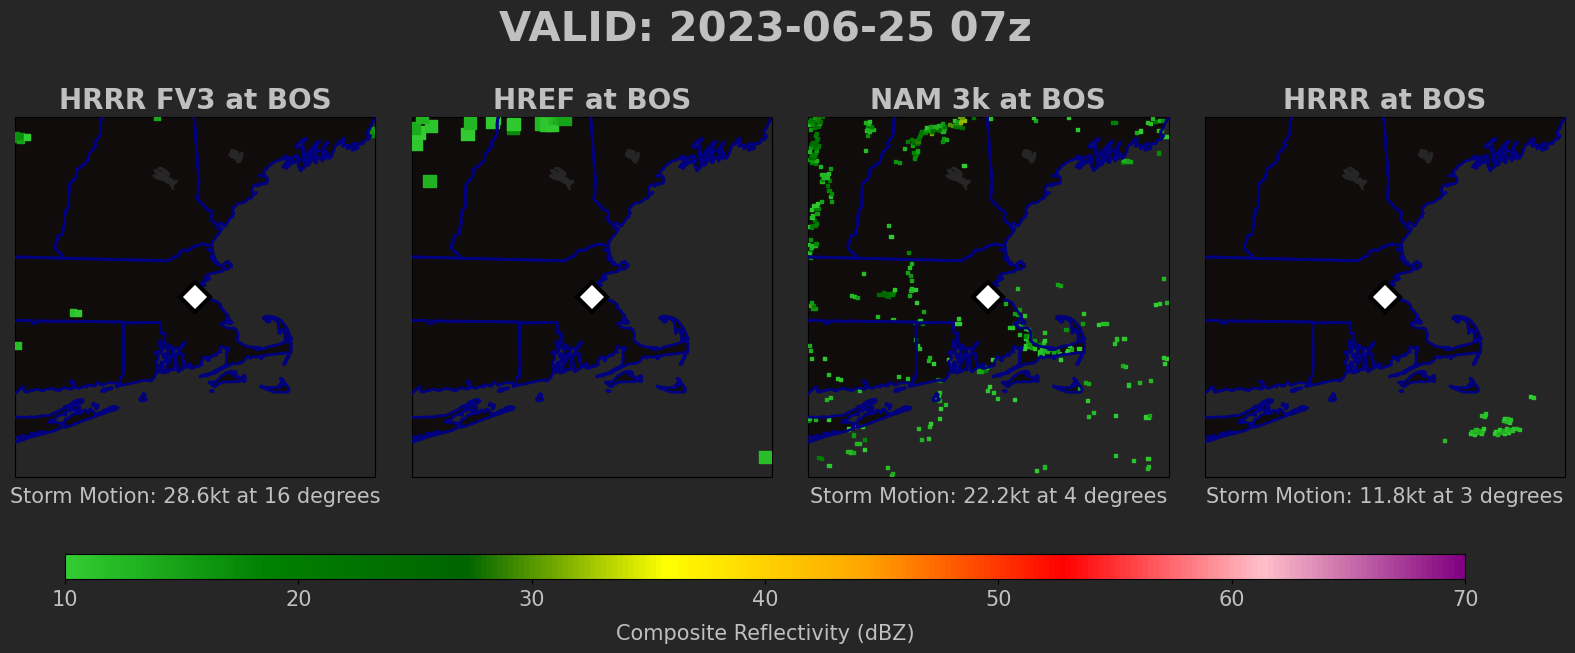 VALID: 2023-06-25 07z
HRRR FV3 at BOS
HREF at BOS
NAM 3k at BOS
HRRR at BOS
Storm Motion: 28.6kt at 16 degrees
Storm Motion: 22.2kt at 4 degrees
Storm Motion: 11.8kt at 3 degrees
10 20 30 40 50 60 70
Composite Reflectivity (dBZ)